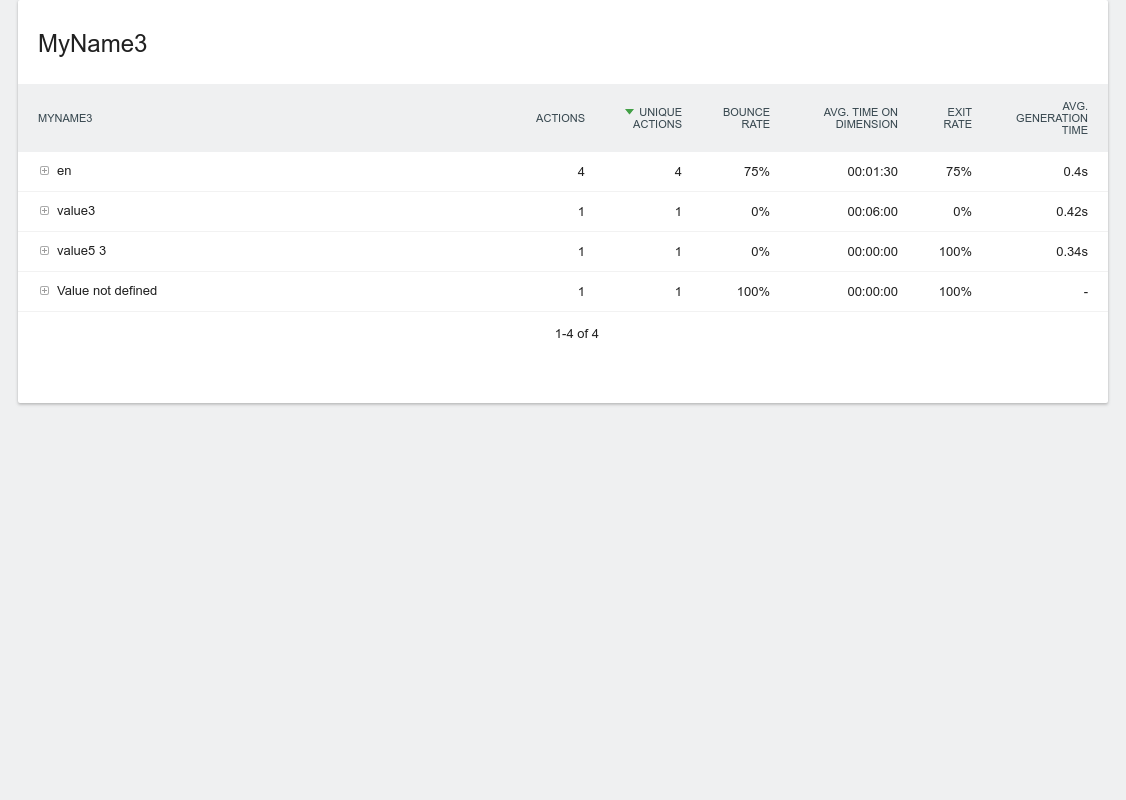 MyName3
MYNAME3 ACTIONS UNIQUE ACTIONS BOUNCE RATE AVG. TIME ON DIMENSION EXIT RATE AVG. GENERATION TIME
en 4 4 75% 00:01:30 75% 0.4s
value3 1 1 0% 00:06:00 0% 0.42s
value5 3 1 1 0% 00:00:00 100% 0.34s
Value not defined 1 1 100% 00:00:00 100% -
1-4 of 4